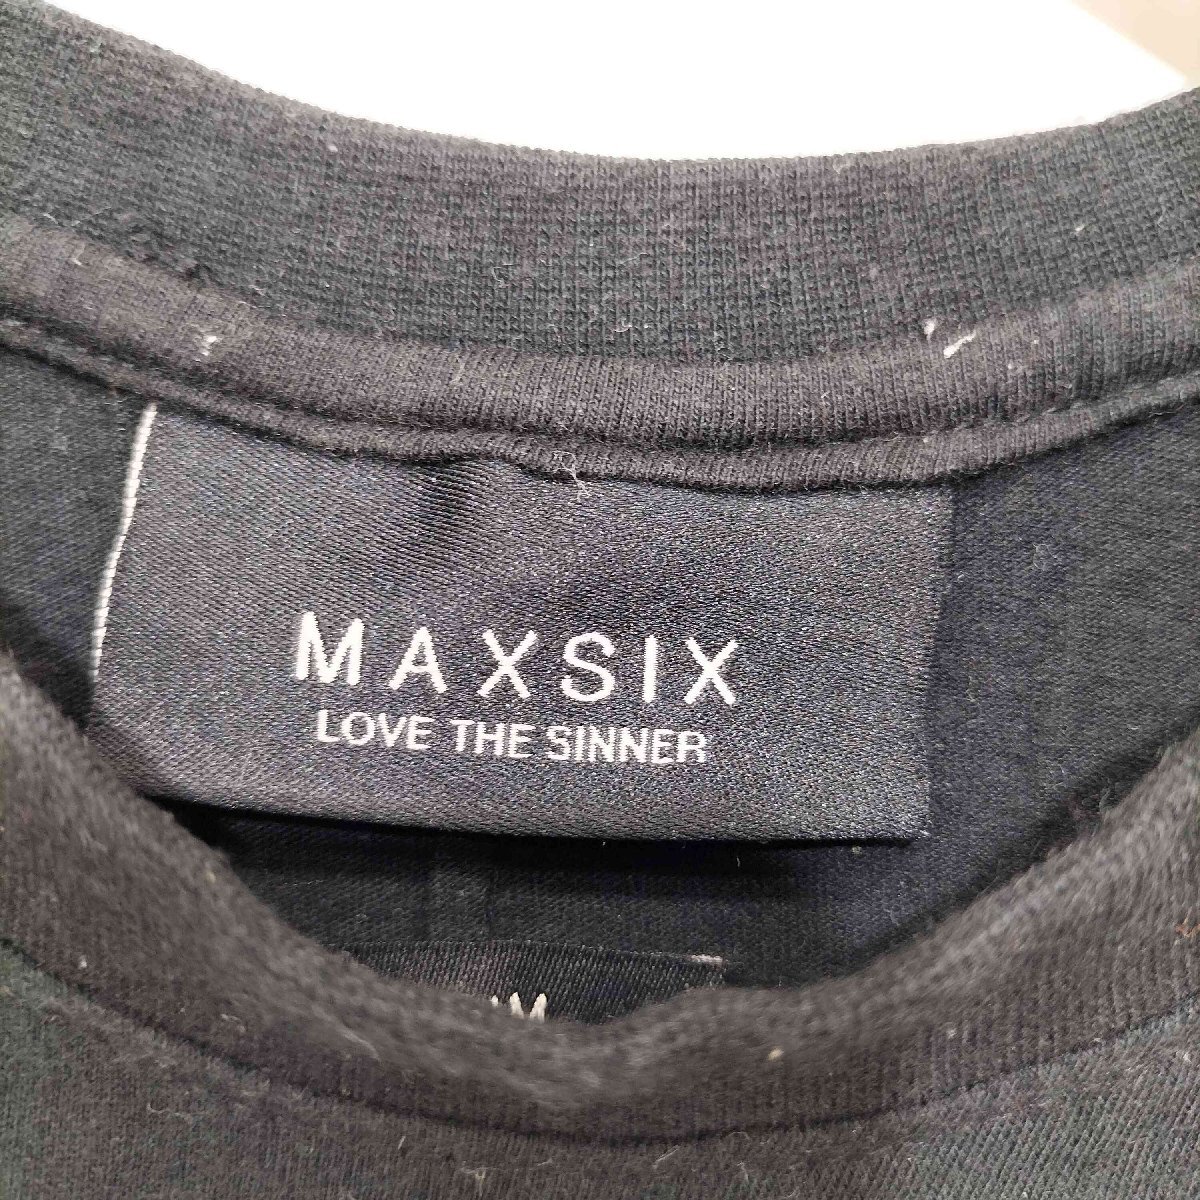 MAXSIX
LOVE THE SINNER
M